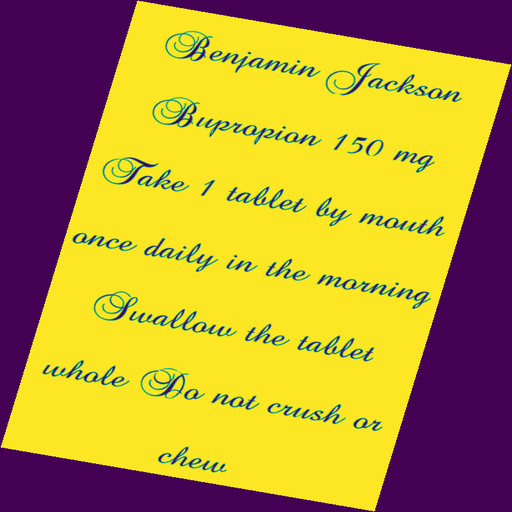 Benjamin Jackson
Bupropion 150 mg
Take 1 tablet by mouth
once daily in the morning
Swallow the tablet
whole Do not crush or
chew